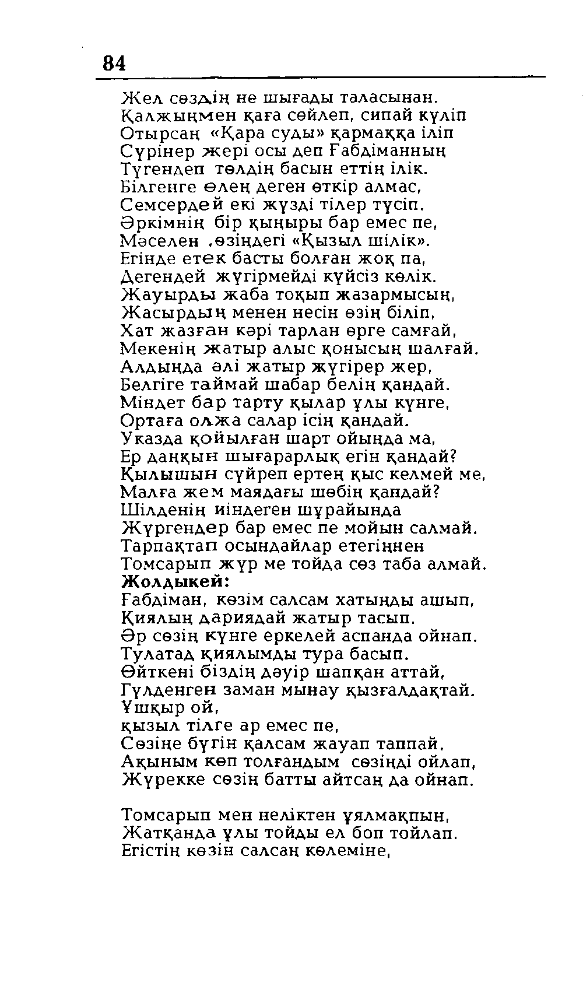 84
Жел сөздің не шығады таласынан.
Қалжыңмен қаға сөйлеп, сипай күліп
Отырсаң «Қара суды» қармаққа іліп
Сүрінер жері осы деп Ғабдіманның
Түгендеп төлдің басын еттің ілік.
Білгенге өлең деген өткір алмас,
Семсердей екі жүзді тілер түсіп.
Әркімнің бір қыңыры бар емес пе,
Мәселен .өзіңдегі «Қызыл шілік».
Егінде етек басты болған жоқ па,
Дегендей жүгірмейді күйсіз көлік.
Жауырды жаба тоқып жазармысың,
Жасырдың менен несін өзің біліп,
Хат жазған кәрі тарлан өрге самғай,
Мекенің жатыр алыс қонысың шалғай.
Алдыңда әлі жатыр жүгірер жер,
Белгіге таймай шабар белің қандай.
Міндет бар тарту қылар ұлы күнге,
Ортаға олжа салар ісің қандай.
Указда қойылған шарт ойыңда ма,
Ер даңқын шығарарлық егін қандай?
Қылышын сүйреп ертең қыс келмей ме,
Малға жем маядағы шөбің қандай?
Шілденің иіндеген шұрайында
Жүргендер бар емес пе мойын салмай.
Тарпақтап осындайлар етегіңнен
Томсарып жүр ме тойда сөз таба алмай.
Жолдыкей:
Ғабдіман, көзім салсам хатыңды ашып,
Қиялың дариядай жатыр тасып.
Әр сөзің күнге еркелей аспанда ойнап.
Тулатад қиялымды тура басып.
Өйткені біздің дәуір шапқан аттай,
Гүлденген заман мынау қызғалдақтай.
Ұшқыр ой,
қызыл тілге ар емес пе,
Сөзіңе бүгін қалсам жауап таппай.
Ақыным көп толғандым сөзіңді ойлап,
Жүрекке сөзің батты айтсаң да ойнап.
Томсарып мен неліктен ұялмақпын,
Жатқанда ұлы тойды ел боп тойлап.
Егістің көзін салсаң көлеміне,